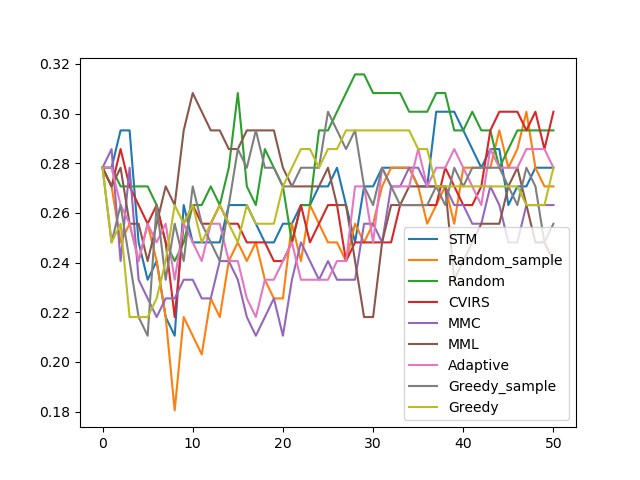 0.32
0.30
0.28
0.26
0.24
0.22
0.20
0.18
0 10 20 30 40 50
STM
Random_sample
Random
CVIRS
MMC
MML
Adaptive
Greedy_sample
Greedy